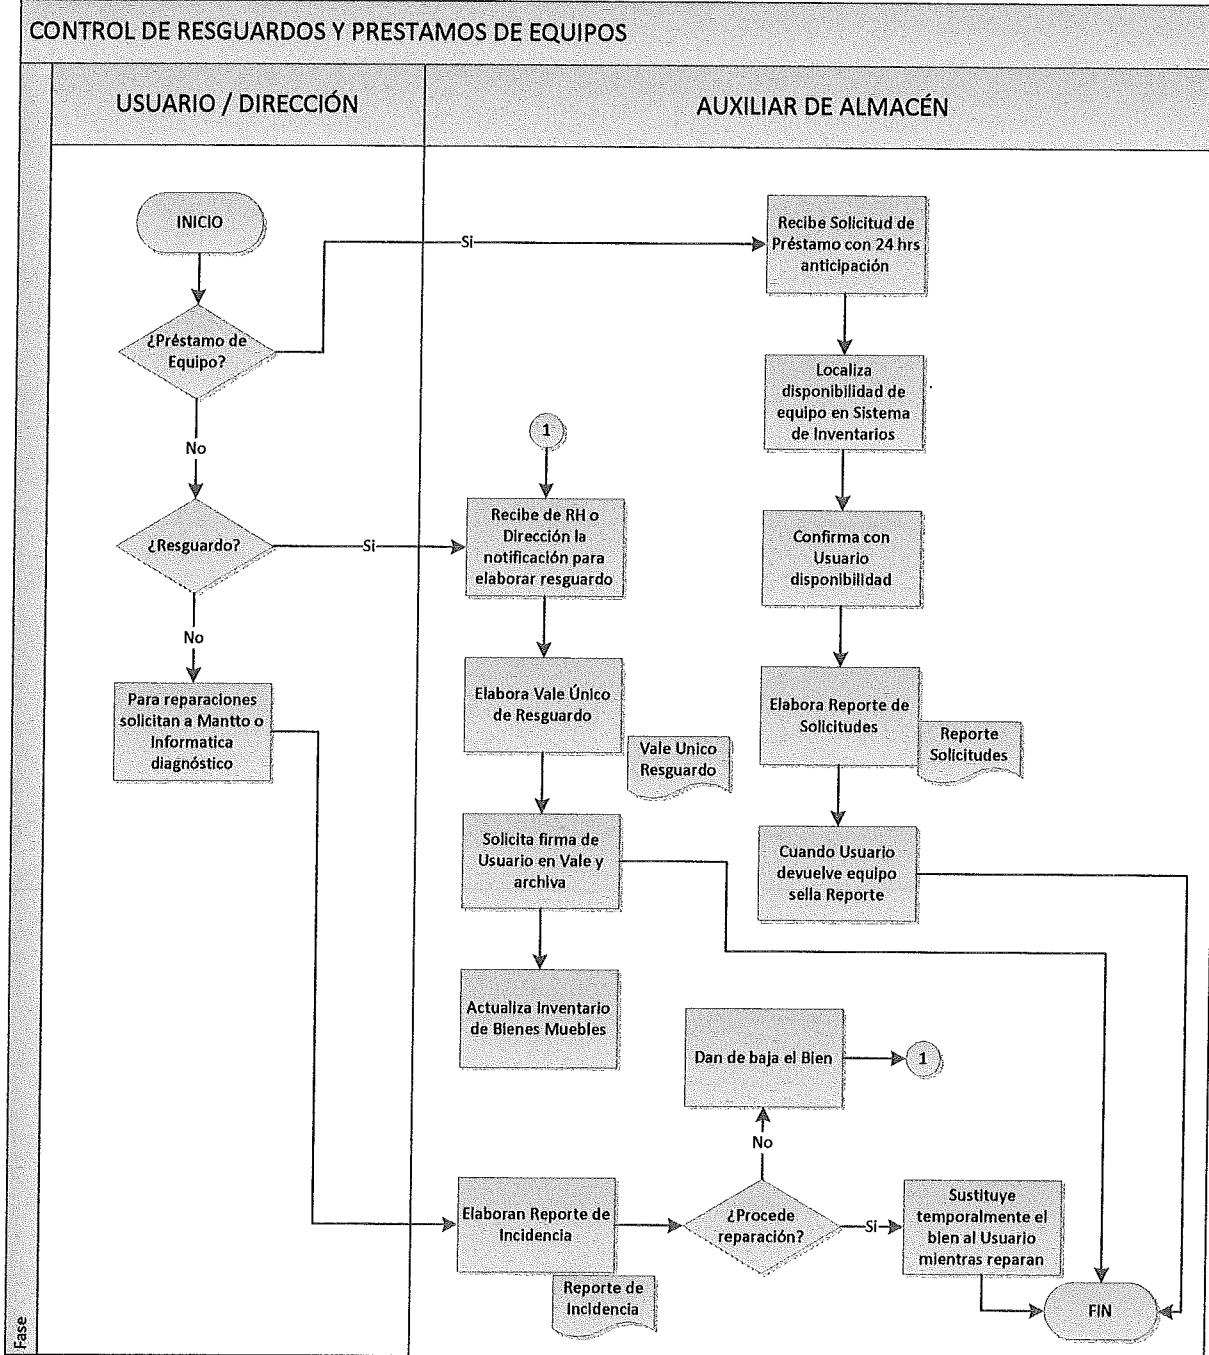 CONTROL DE RESGUARDOS Y PRESTAMOS DE EQUIPOS
USUARIO / DIRECCIÓN
AUXILIAR DE ALMACÉN
INICIO
Si
Recibe Solicitud de
Préstamo con 24 hrs
anticipación
¿Préstamo de
Equipo?
Localiza
disponibilidad de
equipo en Sistema
de Inventarios
No
1
¿Resguardo?
Si
Recibe de RH o
Dirección la
notificación para
elaborar resguardo
Confirma con
Usuario
disponibilidad
No
Para reparaciones
solicitan a Mantto o
Informatica
diagnóstico
Elabora Vale Único
de Resguardo
Vale Unico
Resguardo
Elabora Reporte de
Solicitudes
Reporte
Solicitudes
Solicita firma de
Usuario en Vale y
archiva
Cuando Usuario
devuelve equipo
sella Reporte
Actualiza Inventario
de Bienes Muebles
Dan de baja el Bien
1
No
Elaboran Reporte de
Incidencia
Reporte de
Incidencia
¿Procede
reparación?
Si
Sustituye
temporalmente el
bien al Usuario
mientras reparan
FIN
Fase